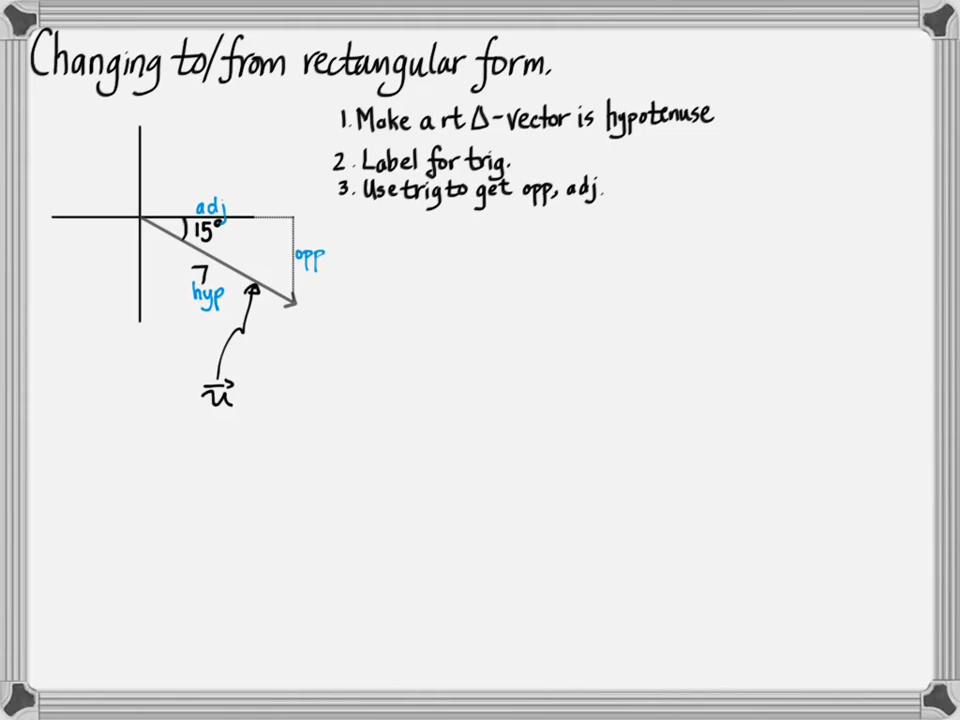 Changing to/from rectangular form.
1. Make a rt Δ - vector is hypotenuse
2. Label for trig.
3. Use trig to get opp, adj.
adj
15°
opp
7
hyp
u⃗